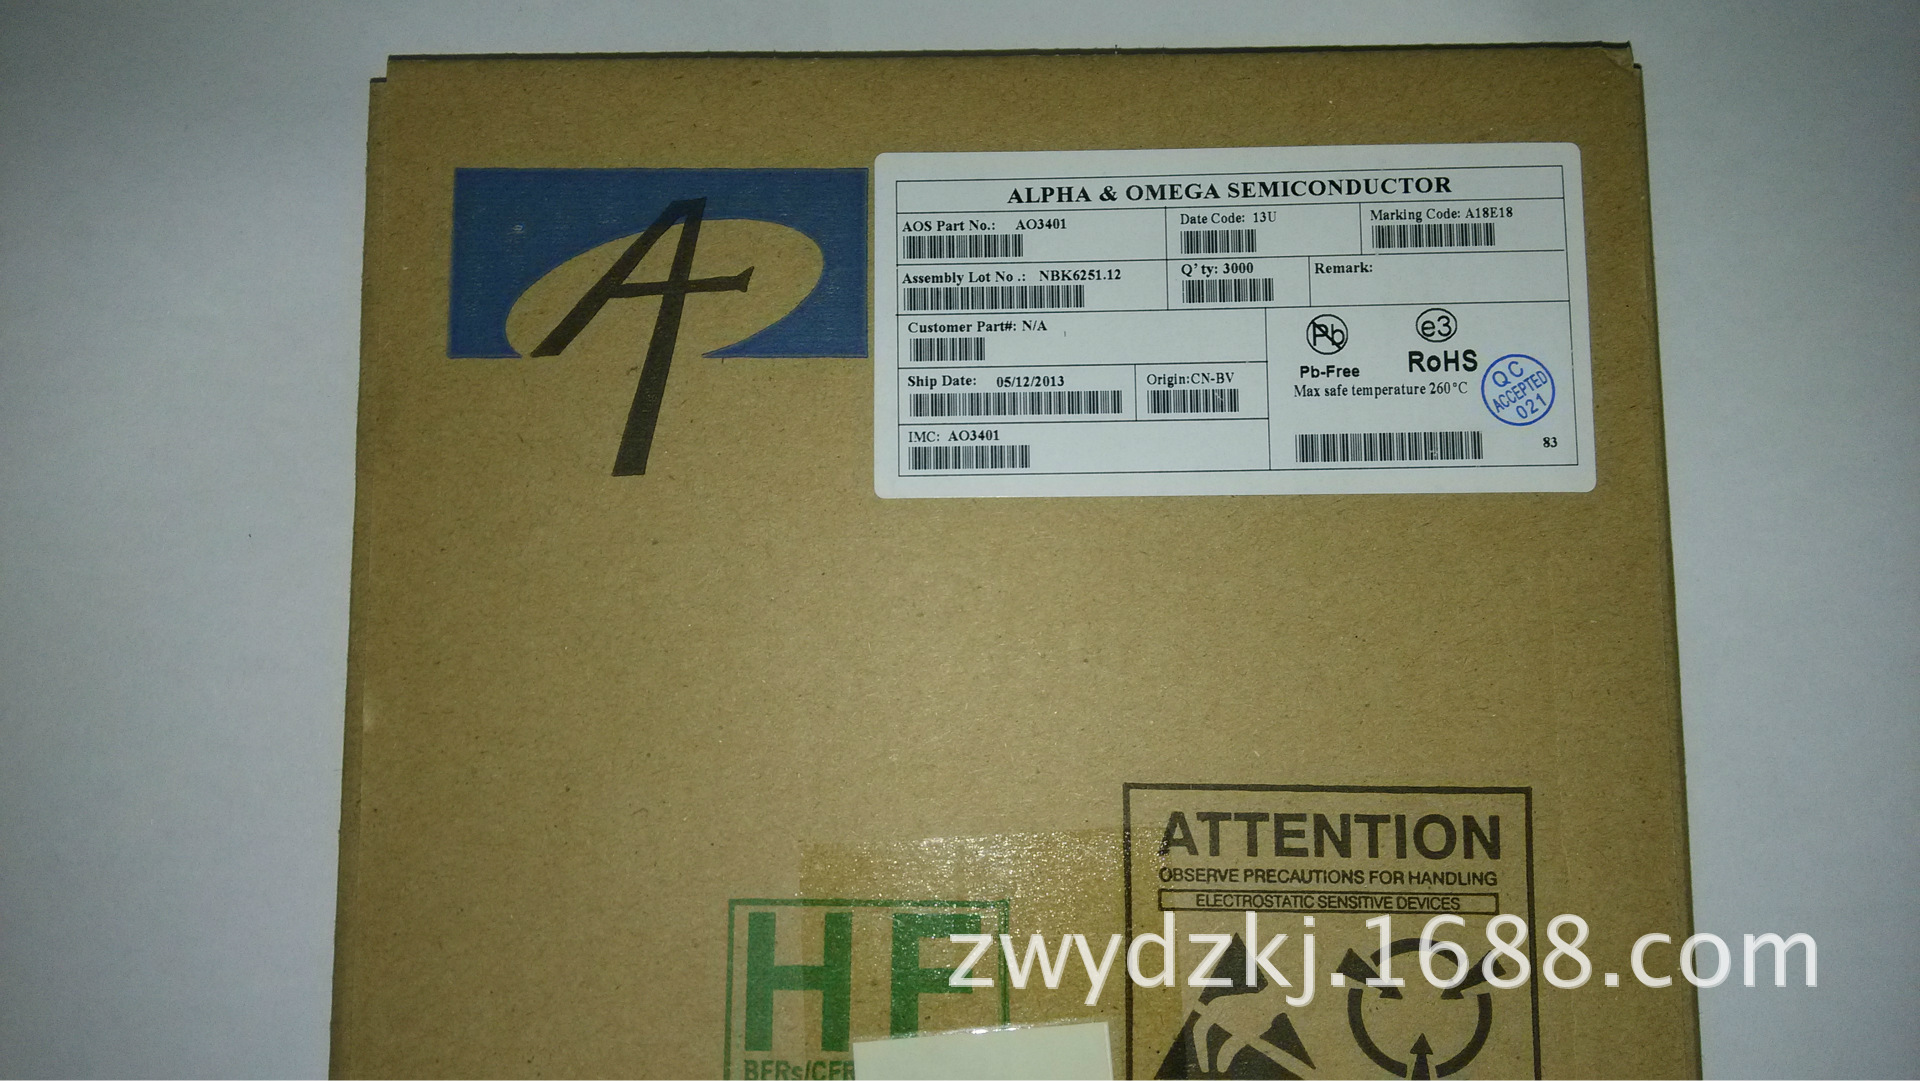 ALPHA & OMEGA SEMICONDUCTOR
AOS Part No.: AO3401
Date Code: 13U
Marking Code: A18E18
Assembly Lot No .: NBK6251.12
Q'ty: 3000
Remark:
Customer Part#: N/A
Pb
Pb-Free
e3
RoHS
Max safe temperature 260°C
Ship Date: 05/12/2013
Origin:CN-BV
QC
ACCEPTED
021
IMC: AO3401
83
ATTENTION
OBSERVE PRECAUTIONS FOR HANDLING
ELECTROSTATIC SENSITIVE DEVICES
HF
zwydzkj.1688.com
BFRs/CFR